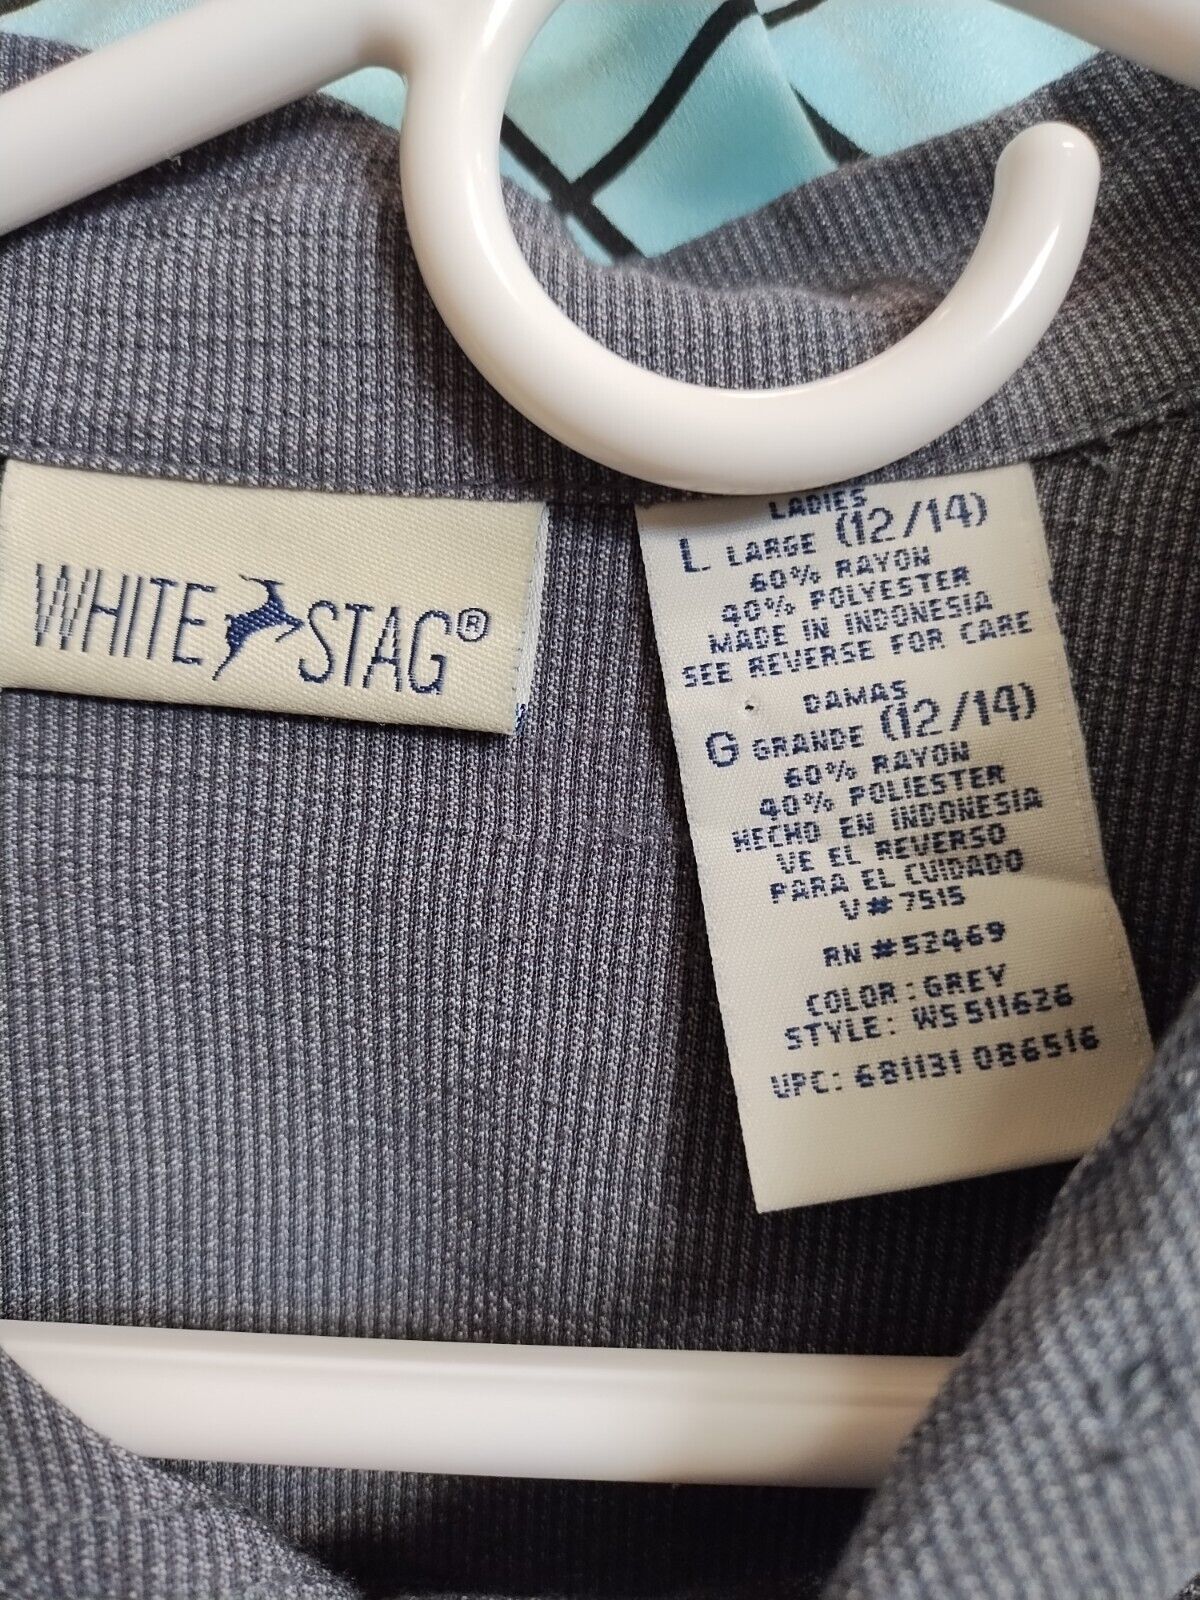 WHITE STAG®
LADIES
L LARGE (12/14)
60% RAYON
40% POLYESTER
MADE IN INDONESIA
SEE REVERSE FOR CARE
DAMAS
G GRANDE (12/14)
60% RAYON
40% POLIESTER
HECHO EN INDONESIA
VE EL REVERSO
PARA EL CUIDADO
V# 7515
RN #52469
COLOR: GREY
STYLE: WS511626
UPC: 681131 086516